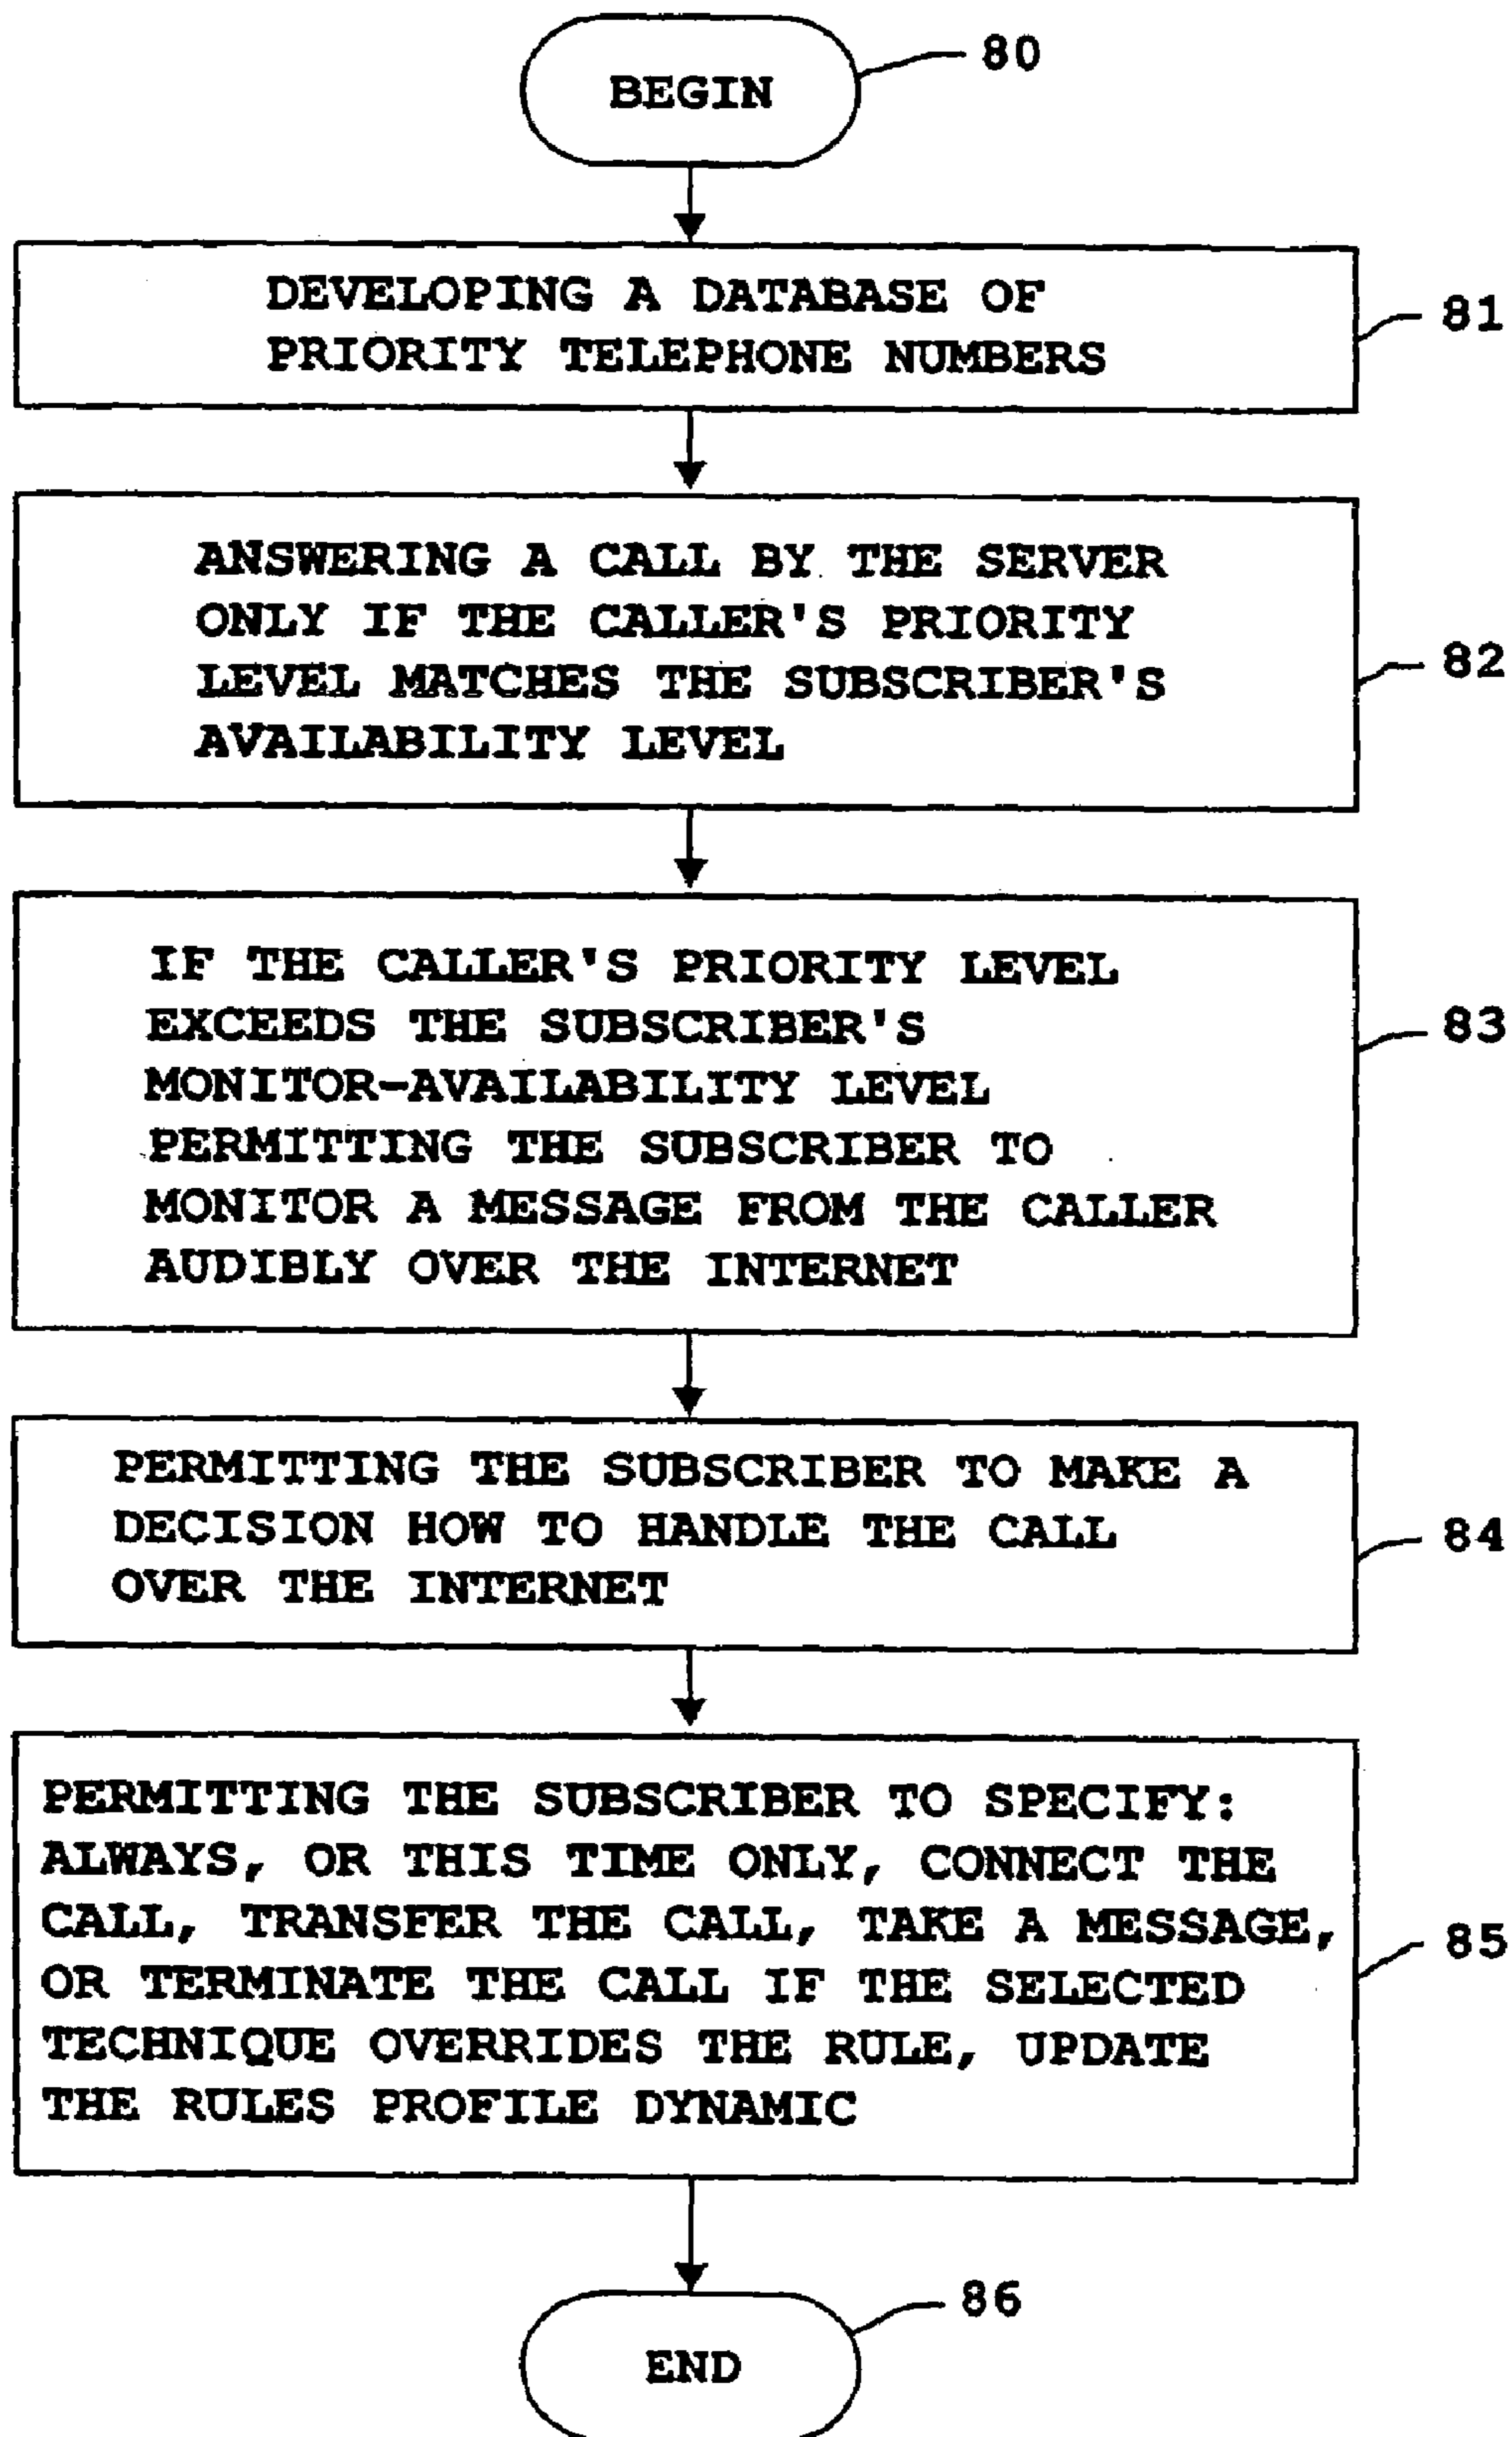 80
BEGIN
DEVELOPING A DATABASE OF
PRIORITY TELEPHONE NUMBERS
81
ANSWERING A CALL BY THE SERVER
ONLY IF THE CALLER'S PRIORITY
LEVEL MATCHES THE SUBSCRIBER'S
AVAILABILITY LEVEL
82
IF THE CALLER'S PRIORITY LEVEL
EXCEEDS THE SUBSCRIBER'S
MONITOR-AVAILABILITY LEVEL
PERMITTING THE SUBSCRIBER TO
MONITOR A MESSAGE FROM THE CALLER
AUDIBLY OVER THE INTERNET
83
PERMITTING THE SUBSCRIBER TO MAKE A
DECISION HOW TO HANDLE THE CALL
OVER THE INTERNET
84
PERMITTING THE SUBSCRIBER TO SPECIFY:
ALWAYS, OR THIS TIME ONLY, CONNECT THE
CALL, TRANSFER THE CALL, TAKE A MESSAGE,
OR TERMINATE THE CALL IF THE SELECTED
TECHNIQUE OVERRIDES THE RULE, UPDATE
THE RULES PROFILE DYNAMIC
85
86
END